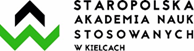 STAROPOLSKA
AKADEMIA NAUK
STOSOWANYCH
W KIELCACH